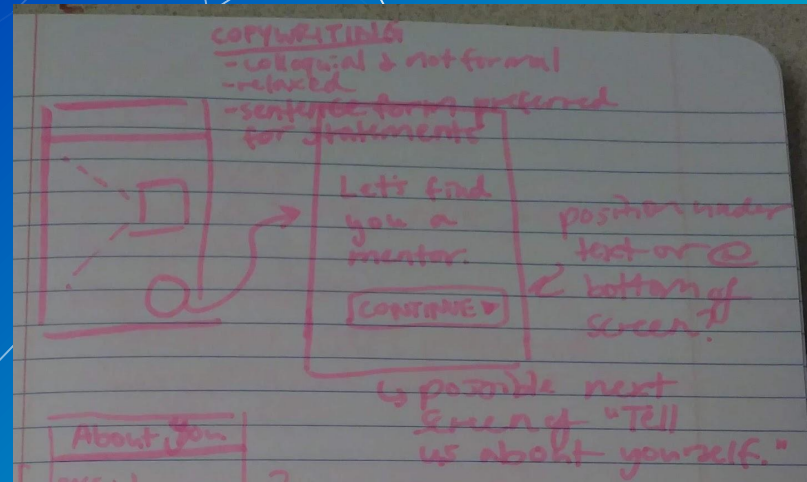 COPYWRITING
- colloquial & not formal
- relaxed
- sentence form preferred
for statements
Let's find
you a
mentor.
CONTINUE
position under
text or @
bottom of
screen?
↳ possible next
screen of "Tell
us about yourself."
About You